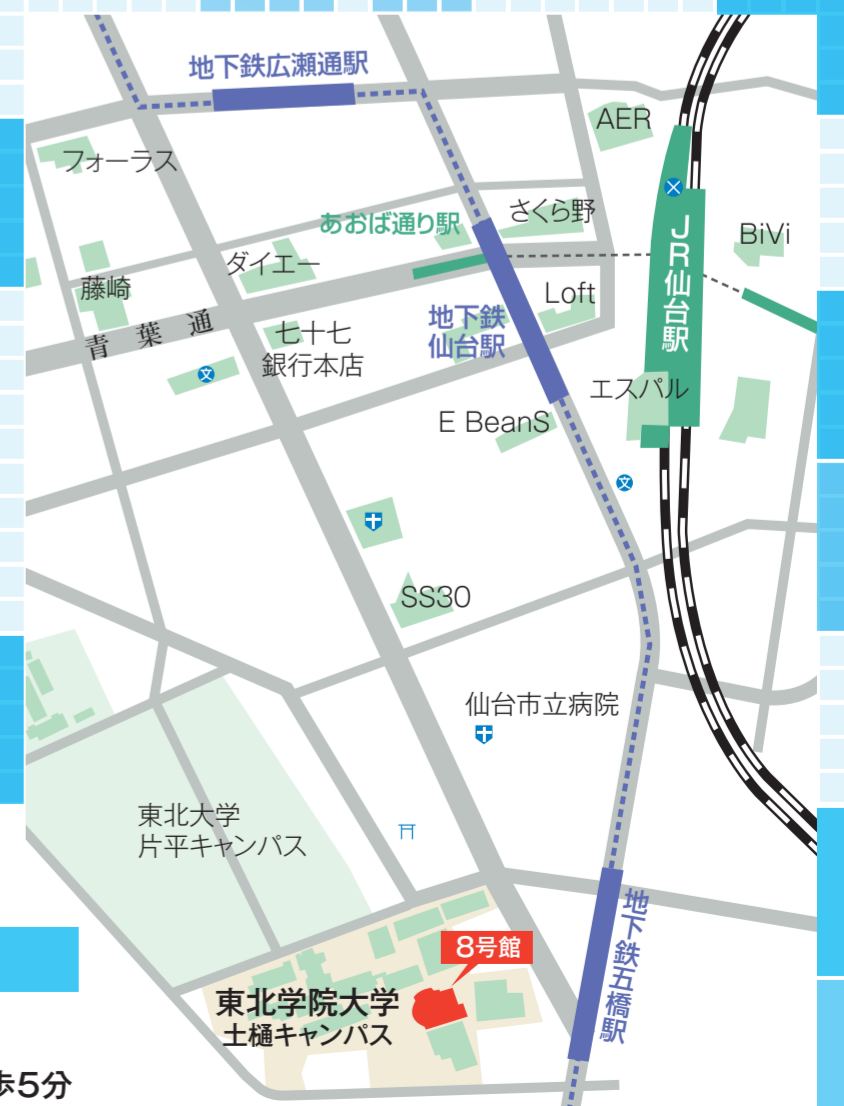 地下鉄広瀬通駅
AER
フォーラス
さくら野
あおば通り駅
BiVi
JR仙台駅
ダイエー
藤崎
Loft
地下鉄
仙台駅
青葉通
七十七
銀行本店
エスパル
E BeanS
SS30
仙台市立病院
東北大学
片平キャンパス
地下鉄五橋駅
8号館
東北学院大学
土樋キャンパス
歩5分